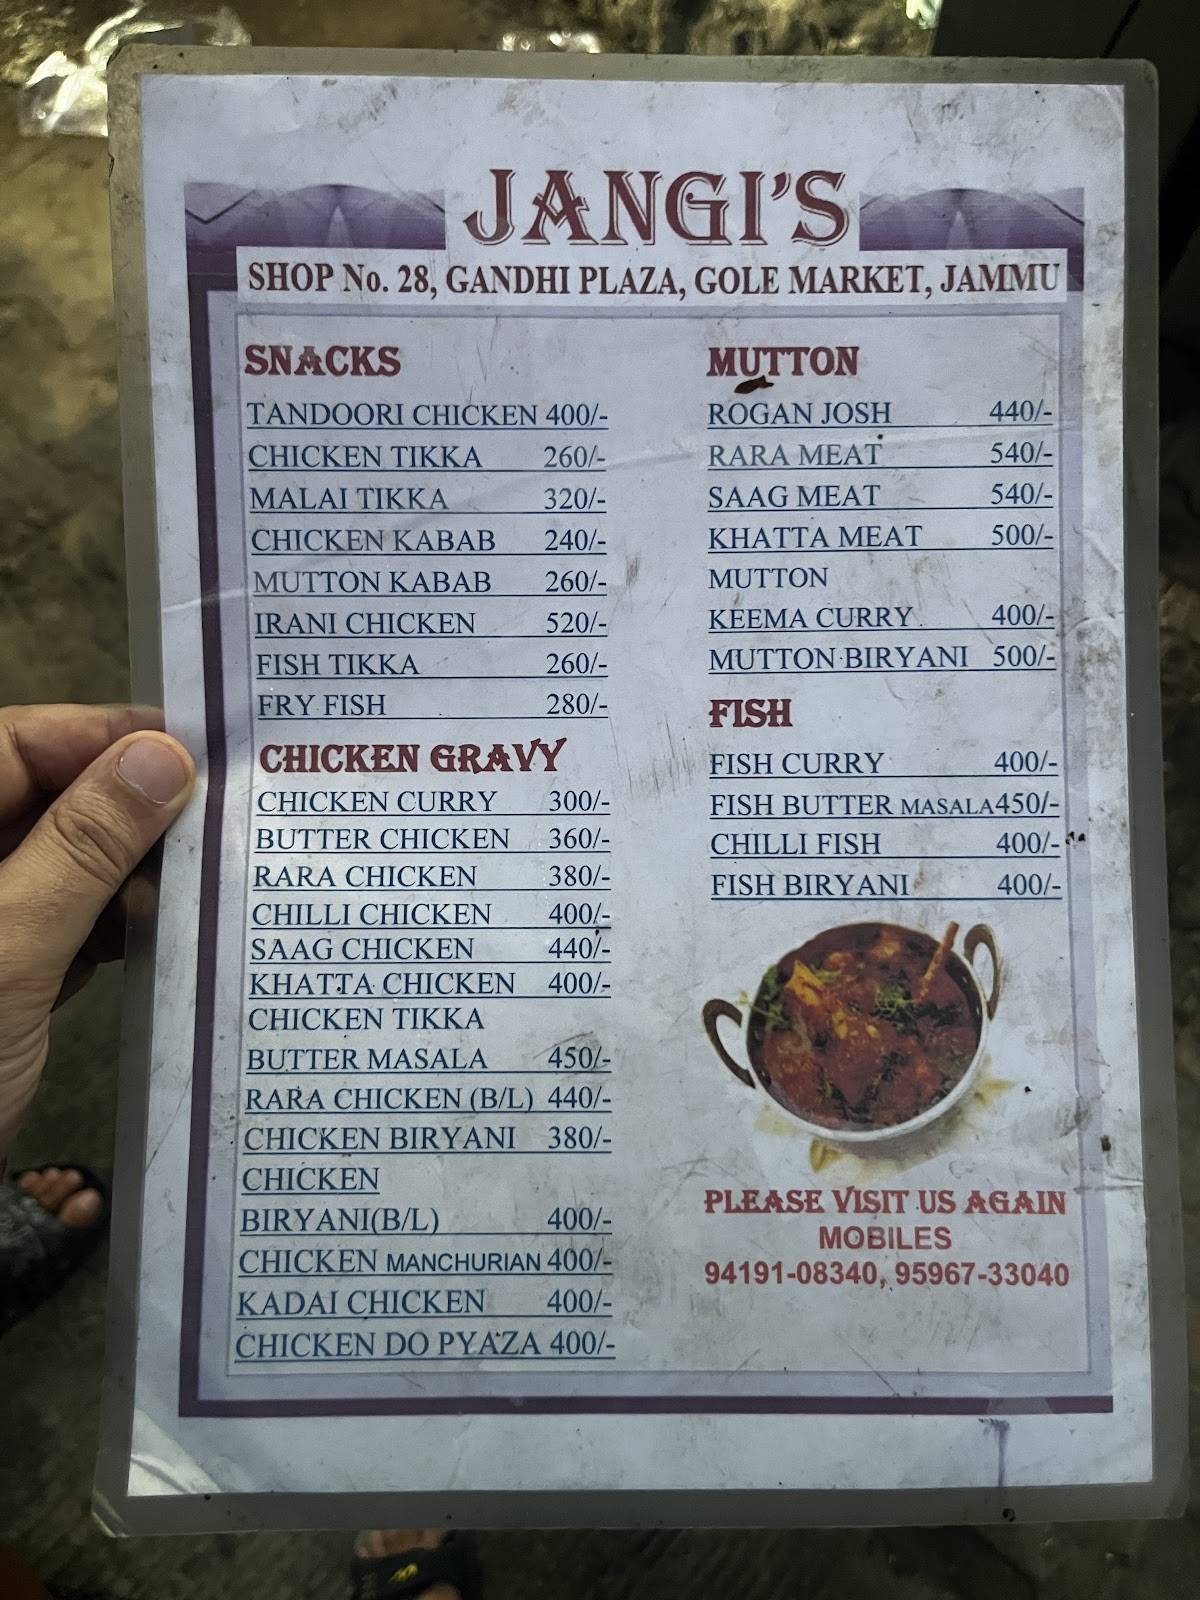 JANGI'S
SHOP No. 28, GANDHI PLAZA, GOLE MARKET, JAMMU
SNACKS
TANDOORI CHICKEN 400/-
CHICKEN TIKKA 260/-
MALAI TIKKA 320/-
CHICKEN KABAB 240/-
MUTTON KABAB 260/-
IRANI CHICKEN 520/-
FISH TIKKA 260/-
FRY FISH 280/-
CHICKEN GRAVY
CHICKEN CURRY 300/-
BUTTER CHICKEN 360/-
RARA CHICKEN 380/-
CHILLI CHICKEN 400/-
SAAG CHICKEN 440/-
KHATTA CHICKEN 400/-
CHICKEN TIKKA
BUTTER MASALA 450/-
RARA CHICKEN (B/L) 440/-
CHICKEN BIRYANI 380/-
CHICKEN
BIRYANI(B/L) 400/-
CHICKEN MANCHURIAN 400/-
KADAI CHICKEN 400/-
CHICKEN DO PYAZA 400/-
MUTTON
ROGAN JOSH 440/-
RARA MEAT 540/-
SAAG MEAT 540/-
KHATTA MEAT 500/-
MUTTON
KEEMA CURRY 400/-
MUTTON BIRYANI 500/-
FISH
FISH CURRY 400/-
FISH BUTTER MASALA 450/-
CHILLI FISH 400/-
FISH BIRYANI 400/-
PLEASE VISIT US AGAIN
MOBILES
94191-08340, 95967-33040